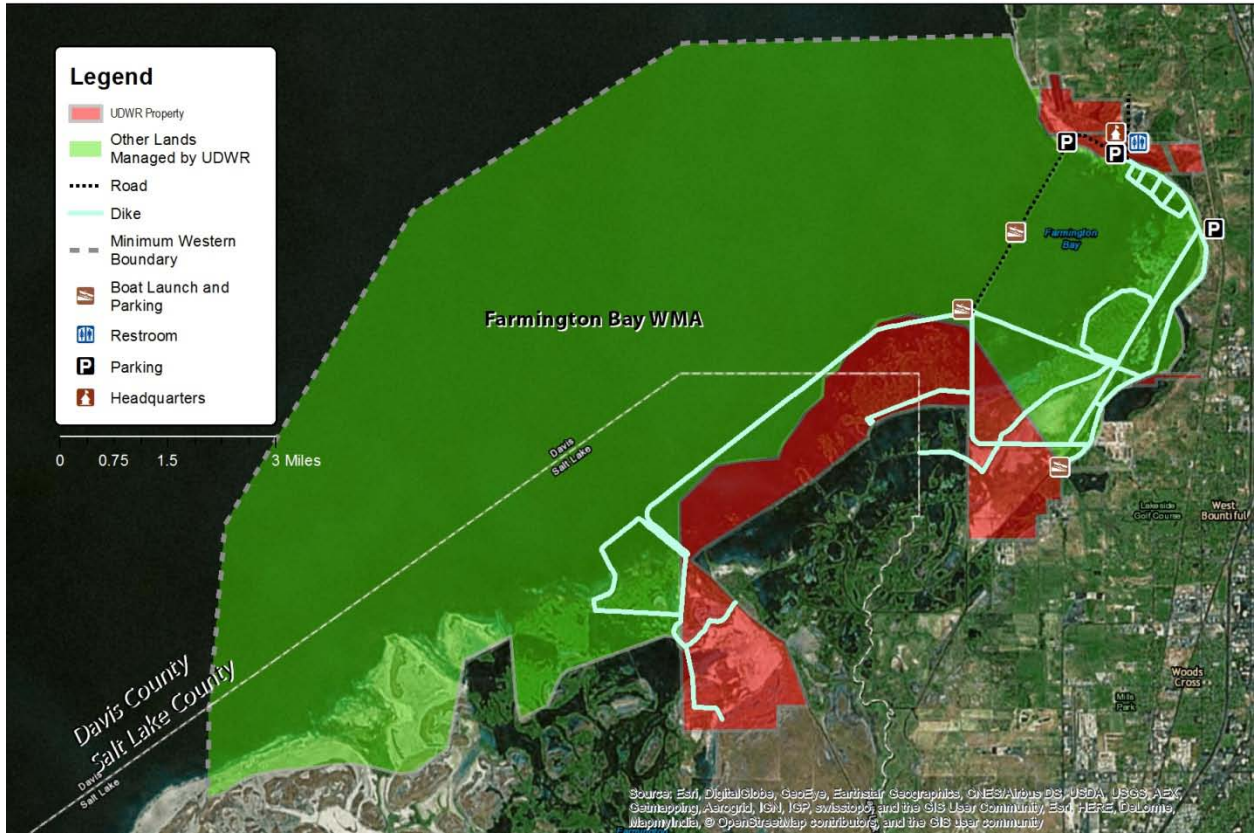 Legend
UDWR Property
Other Lands
Managed by UDWR
Road
Dike
Minimum Western
Boundary
Boat Launch and
Parking
Restroom
P
Parking
Headquarters
0 0.75 1.5 3 Miles
P
P
P
Farmington
Bay
Farmington Bay WMA
Davis
Salt Lake
Lakeside
Golf Course
West
Bountiful
Woods
Cross
Mills
Park
Davis County
Salt Lake County
Davis
Salt Lake
Source: Esri, DigitalGlobe, GeoEye, Earthstar Geographics, CNES/Airbus DS, USDA, USGS, AEX,
Getmapping, Aerogrid, IGN, IGP, swisstopo, and the GIS User Community, Esri, HERE, DeLorme,
MapmyIndia, © OpenStreetMap contributors, and the GIS user community
Farmington